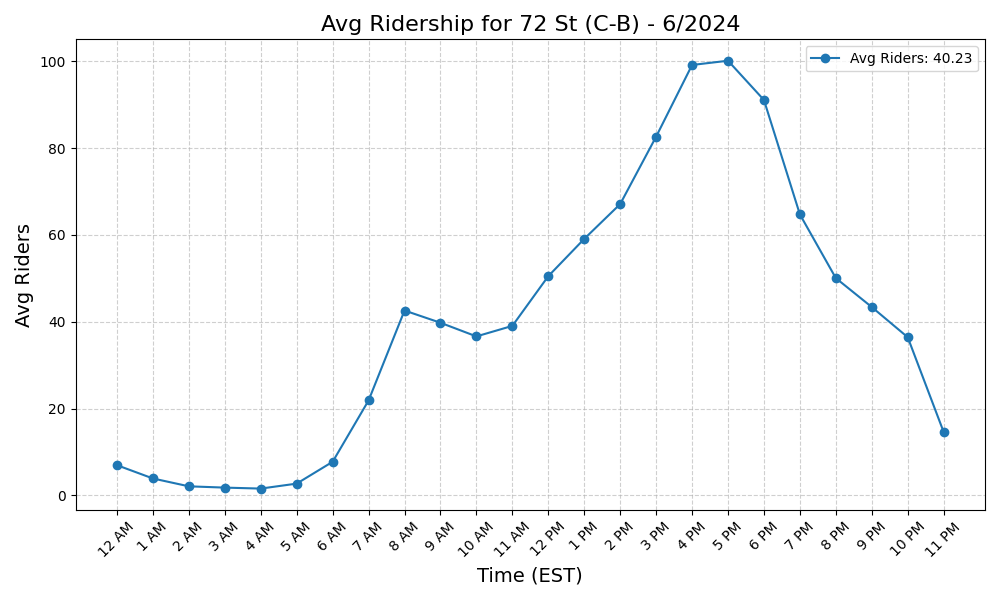 Avg Ridership for 72 St (C-B) - 6/2024
Avg Riders: 40.23
Avg Riders
100
80
60
40
20
0
12 AM
1 AM
2 AM
3 AM
4 AM
5 AM
6 AM
7 AM
8 AM
9 AM
10 AM
11 AM
12 PM
1 PM
2 PM
3 PM
4 PM
5 PM
6 PM
7 PM
8 PM
9 PM
10 PM
11 PM
Time (EST)